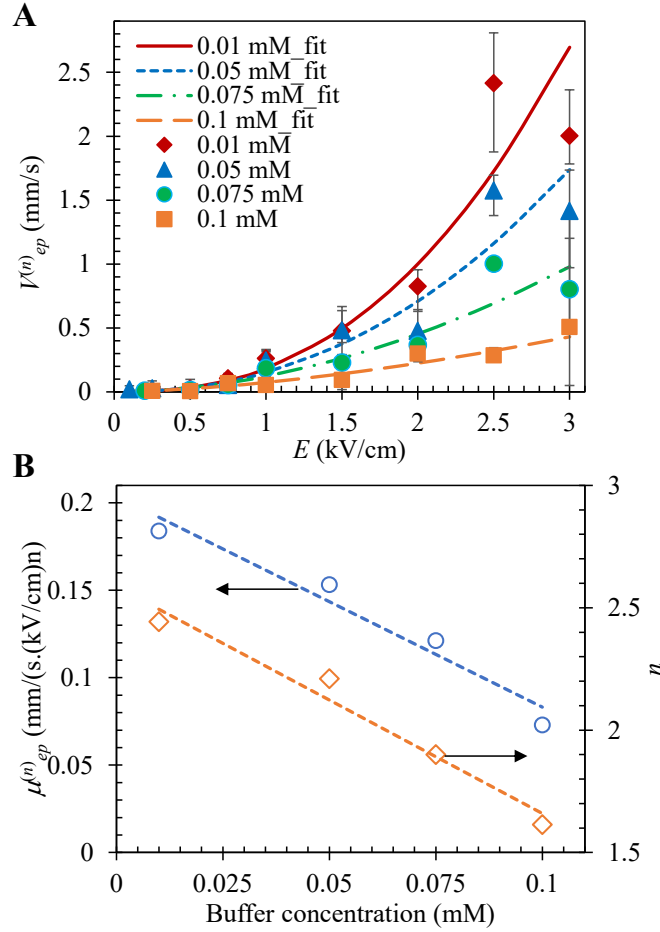 A
0.01 mM_fit
0.05 mM_fit
0.075 mM_fit
0.1 mM_fit
0.01 mM
0.05 mM
0.075 mM
0.1 mM
2.5
2
1.5
1
0.5
0
V(n)ep (mm/s)
0 0.5 1 1.5 2 2.5 3
E (kV/cm)
B
0.2
0.15
0.1
0.05
0
μ(n)ep (mm/(s.(kV/cm)n)
3
2.5
2
1.5
n
0 0.025 0.05 0.075 0.1
Buffer concentration (mM)